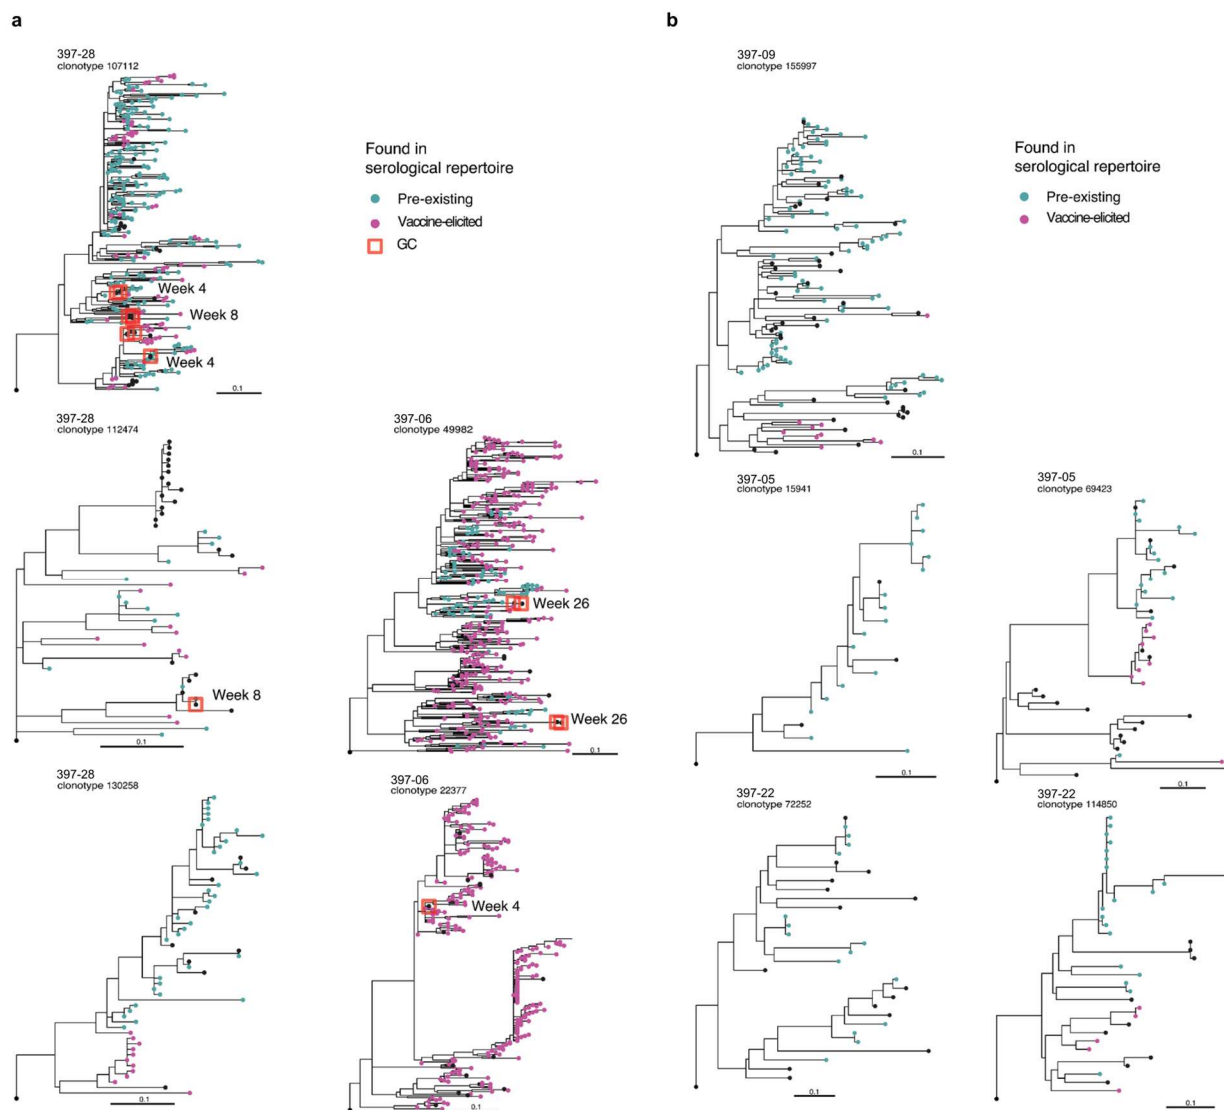 a
397-28
clonotype 107112
Found in
serological repertoire
Pre-existing
Vaccine-elicited
GC
Week 4
Week 8
Week 4
0.1
397-28
clonotype 112474
Week 8
0.1
397-06
clonotype 49982
Week 26
Week 26
0.1
397-28
clonotype 130258
0.1
397-06
clonotype 22377
Week 4
0.1
b
397-09
clonotype 155997
Found in
serological repertoire
Pre-existing
Vaccine-elicited
0.1
397-05
clonotype 15941
0.1
397-05
clonotype 69423
0.1
397-22
clonotype 72252
0.1
397-22
clonotype 114850
0.1